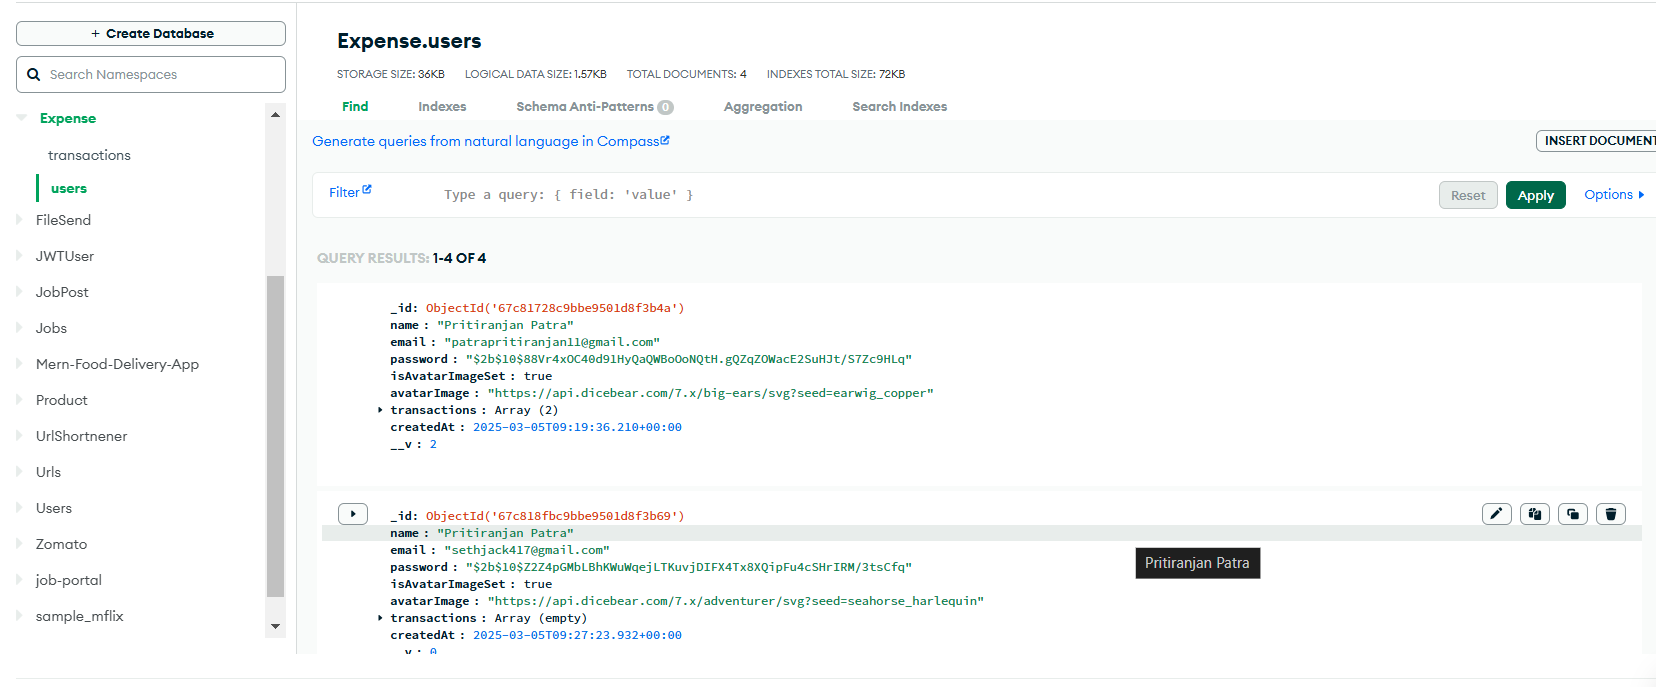 + Create Database
Search Namespaces
Expense
transactions
users
FileSend
JWTUser
JobPost
Jobs
Mern-Food-Delivery-App
Product
UrlShortnener
Urls
Users
Zomato
job-portal
sample_mflix
Expense.users
STORAGE SIZE: 36KB LOGICAL DATA SIZE: 1.57KB TOTAL DOCUMENTS: 4 INDEXES TOTAL SIZE: 72KB
Find Indexes Schema Anti-Patterns 0 Aggregation Search Indexes
Generate queries from natural language in Compass
INSERT DOCUMENT
Filter Type a query: { field: 'value' } Reset Apply Options
QUERY RESULTS: 1-4 OF 4
_id: ObjectId('67c81728c9bbe9501d8f3b4a')
name : "Pritiranjan Patra"
email : "patrapritiranjan11@gmail.com"
password : "$2b$10$88Vr4xOC40d91HyQaQWBoOoNQtH.gQZqZOWacE2SuHJt/S7Zc9HLq"
isAvatarImageSet : true
avatarImage : "https://api.dicebear.com/7.x/big-ears/svg?seed=earwig_copper"
transactions : Array (2)
createdAt : 2025-03-05T09:19:36.210+00:00
__v : 2
_id: ObjectId('67c818fbc9bbe9501d8f3b69')
name : "Pritiranjan Patra"
email : "sethjack417@gmail.com"
password : "$2b$10$Z2Z4pGMbLBhKWuWqejLTKuvjDIFX4Tx8XQipFu4cSHrIRM/3tsCfq"
isAvatarImageSet : true
avatarImage : "https://api.dicebear.com/7.x/adventurer/svg?seed=seahorse_harlequin"
transactions : Array (empty)
createdAt : 2025-03-05T09:27:23.932+00:00
__v : 0
Pritiranjan Patra